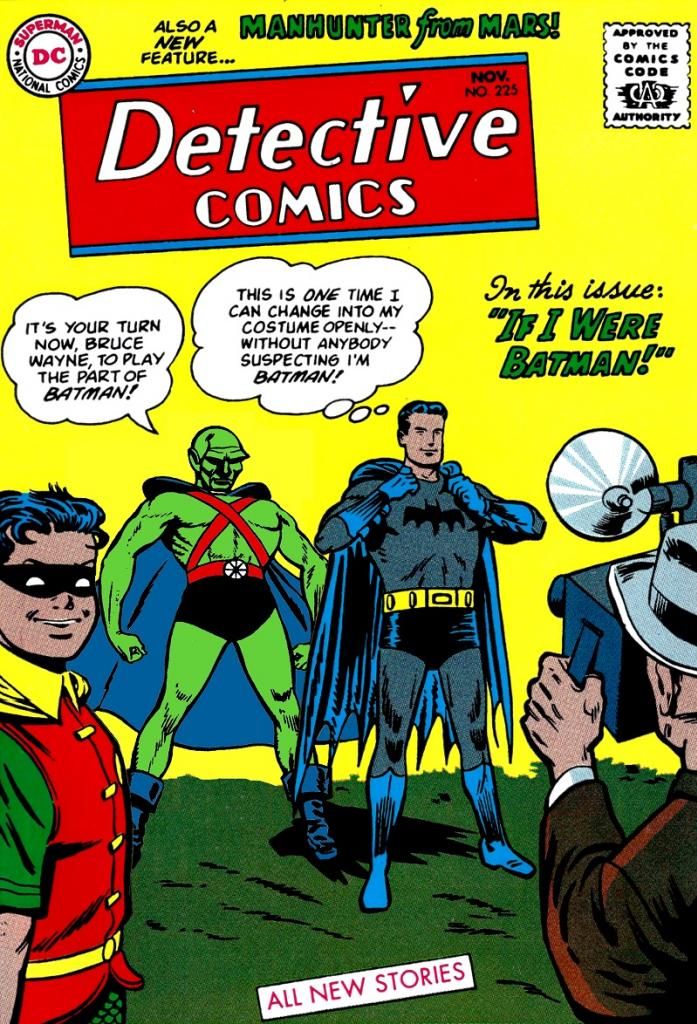 SUPERMAN
DC
NATIONAL COMICS
ALSO A
NEW
FEATURE...
MANHUNTER from MARS!
APPROVED
BY THE
COMICS
CODE
CA
AUTHORITY
NOV.
NO. 225
Detective
COMICS
In this issue:
"IF I WERE
BATMAN!"
IT'S YOUR TURN
NOW, BRUCE
WAYNE, TO PLAY
THE PART OF
BATMAN!
THIS IS ONE TIME I
CAN CHANGE INTO MY
COSTUME OPENLY--
WITHOUT ANYBODY
SUSPECTING I'M
BATMAN!
ALL NEW STORIES